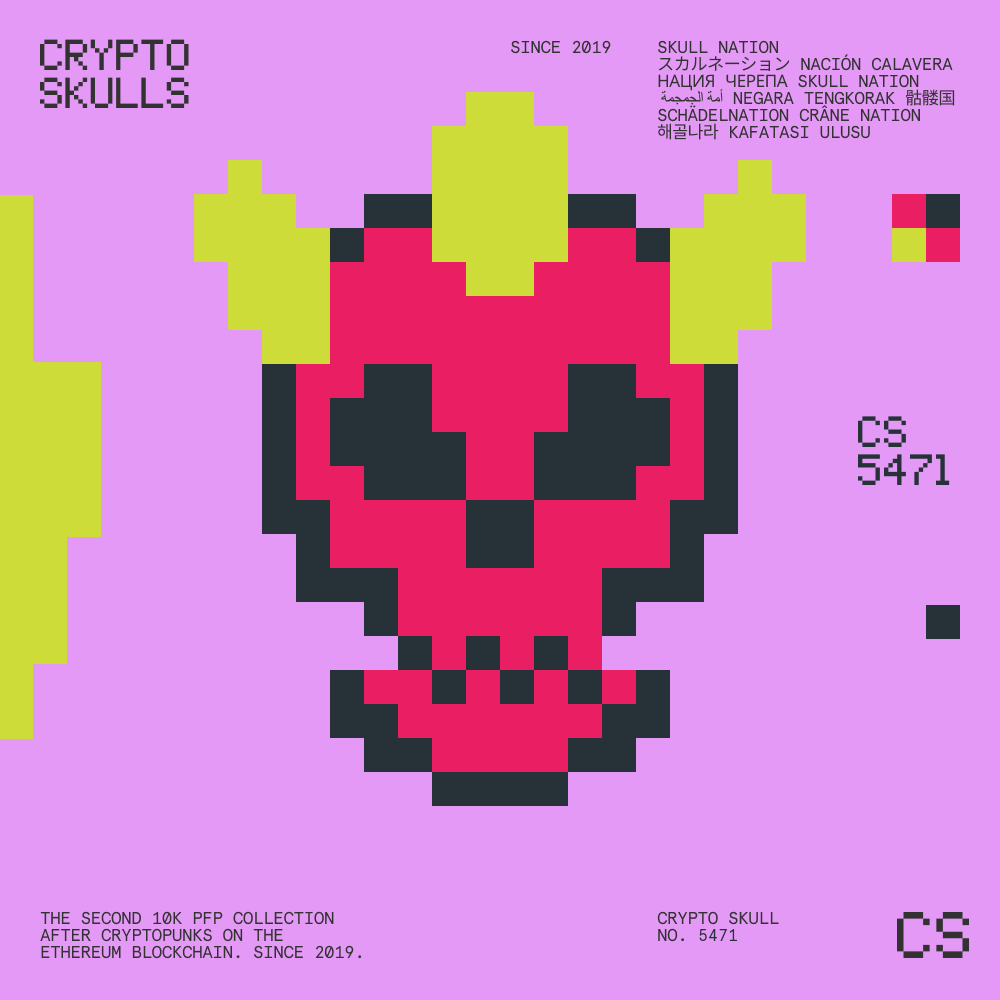 CRYPTO
SKULLS
SINCE 2019
SKULL NATION
スカルネーション NACIÓN CALAVERA
НАЦИЯ ЧЕРЕПА SKULL NATION
أمة الجمجمة NEGARA TENGKORAK 骷髅国
SCHÄDELNATION CRÂNE NATION
해골나라 KAFATASI ULUSU
CS
5471
THE SECOND 10K PFP COLLECTION
AFTER CRYPTOPUNKS ON THE
ETHEREUM BLOCKCHAIN. SINCE 2019.
CRYPTO SKULL
NO. 5471
CS